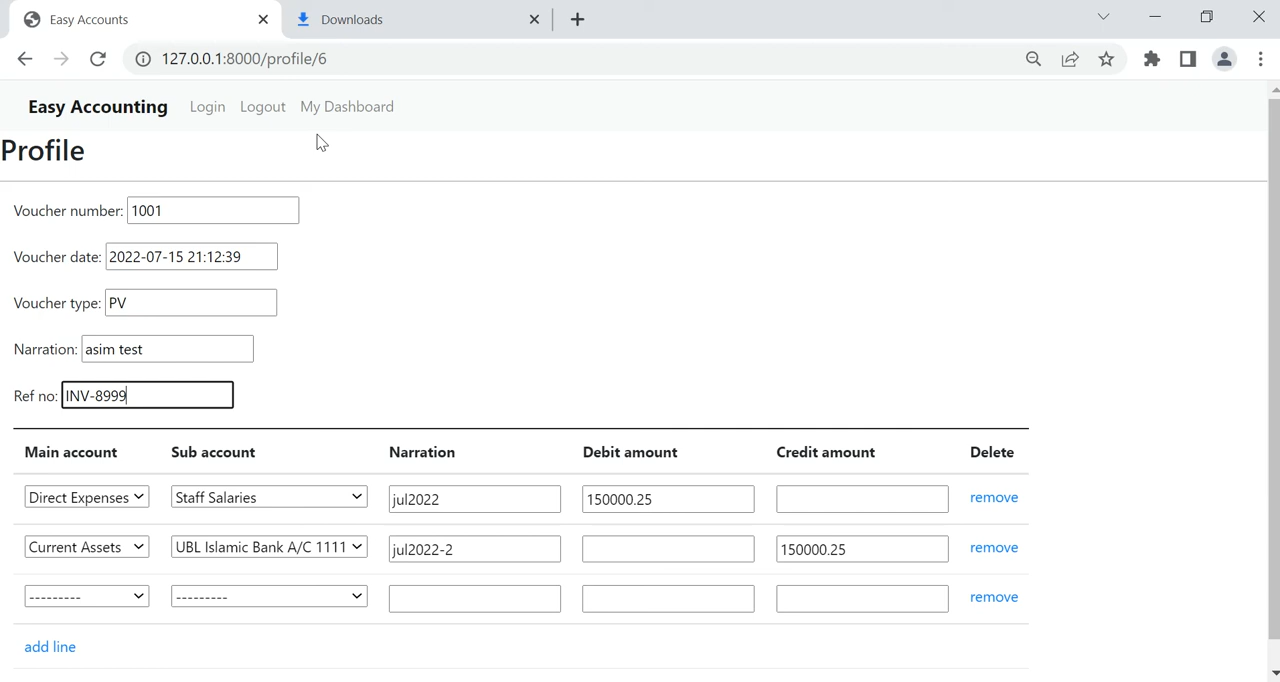 Easy Accounts
Downloads
127.0.0.1:8000/profile/6
Easy Accounting Login Logout My Dashboard
Profile
Voucher number: 1001
Voucher date: 2022-07-15 21:12:39
Voucher type: PV
Narration: asim test
Ref no: INV-8999
Main account Sub account Narration Debit amount Credit amount Delete
Direct Expenses Staff Salaries jul2022 150000.25 remove
Current Assets UBL Islamic Bank A/C 1111 jul2022-2 150000.25 remove
--------- --------- remove
add line